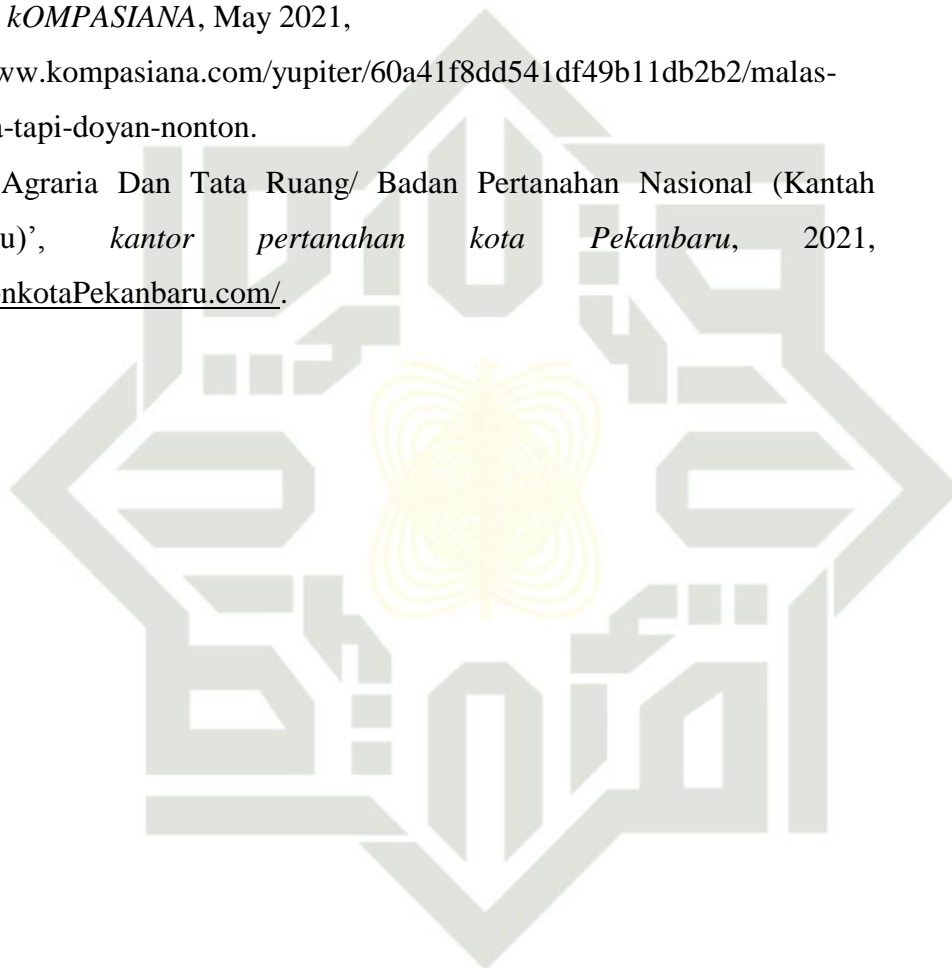 kOMPASIANA, May 2021,
ww.kompasiana.com/yupiter/60a41f8dd541df49b11db2b2/malas-
-tapi-doyan-nonton.
Agraria Dan Tata Ruang/ Badan Pertanahan Nasional (Kantah
u)’, kantor pertanahan kota Pekanbaru, 2021,
nkotaPekanbaru.com/.